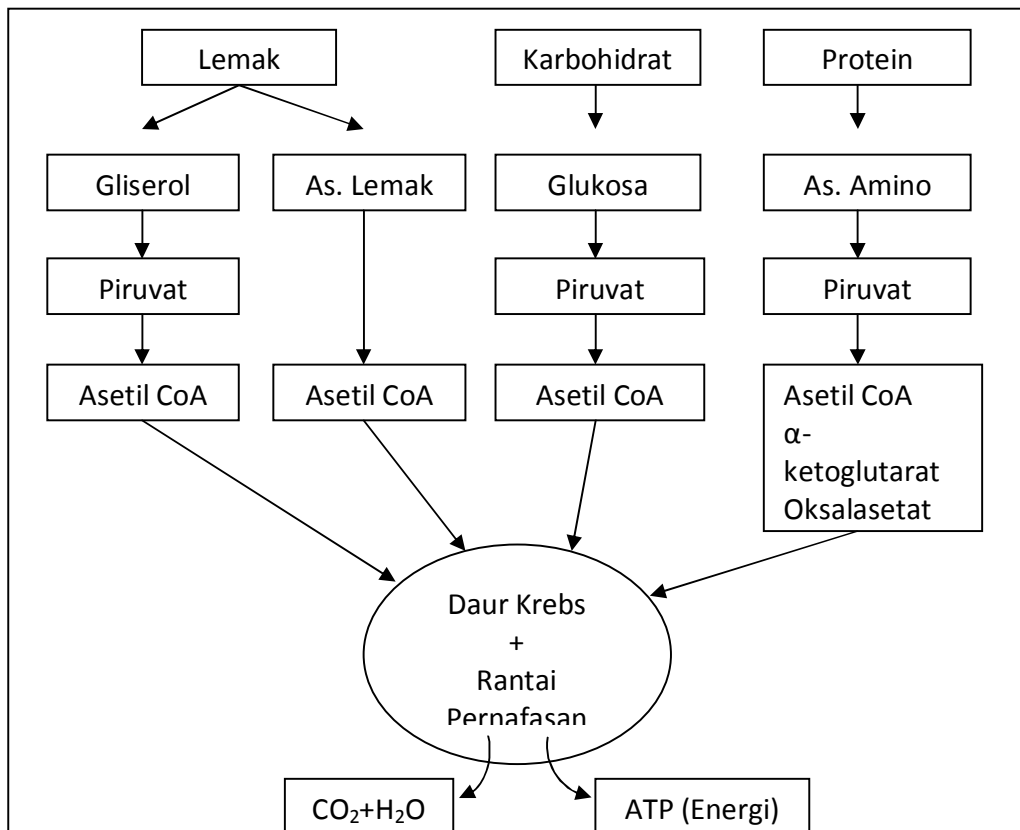 Lemak
Karbohidrat
Protein
Gliserol
As. Lemak
Glukosa
As. Amino
Piruvat
Piruvat
Piruvat
Asetil CoA
Asetil CoA
Asetil CoA
Asetil CoA
α-
ketoglutarat
Oksalasetat
Daur Krebs
+
Rantai
Pernafasan
CO₂+H₂O
ATP (Energi)